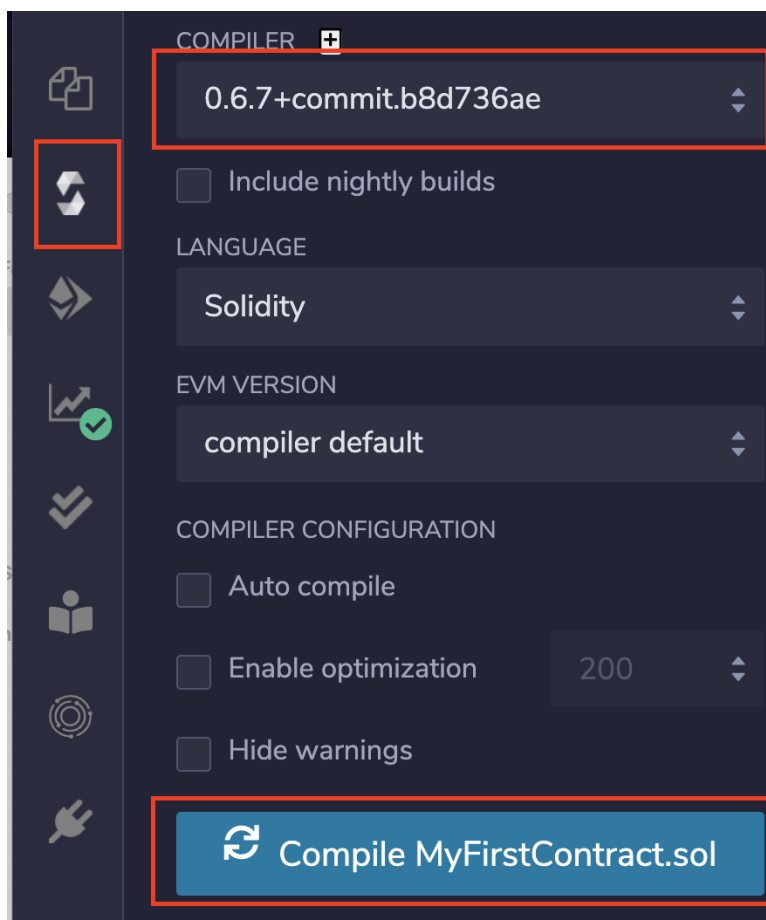 COMPILER
0.6.7+commit.b8d736ae
Include nightly builds
LANGUAGE
Solidity
EVM VERSION
compiler default
COMPILER CONFIGURATION
Auto compile
Enable optimization 200
Hide warnings
Compile MyFirstContract.sol